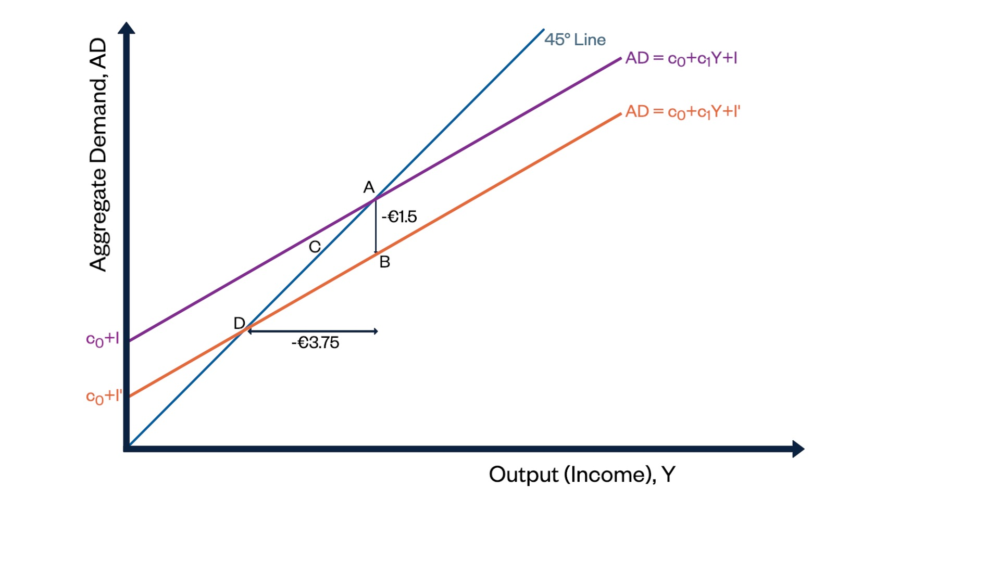 45° Line
AD = c₀+c₁Y+I
AD = c₀+c₁Y+I'
Aggregate Demand, AD
A
-€1.5
C
B
D
-€3.75
c₀+I
c₀+I'
Output (Income), Y